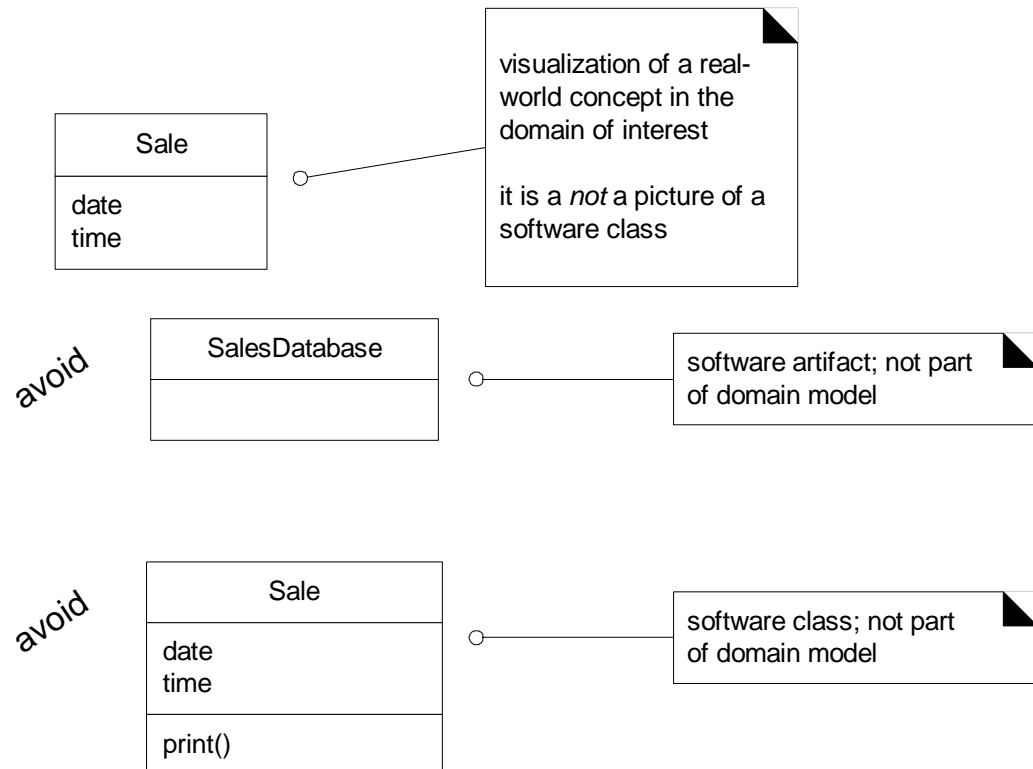 Sale
date
time
visualization of a real-
world concept in the
domain of interest
it is a not a picture of a
software class
avoid
SalesDatabase
software artifact; not part
of domain model
avoid
Sale
date
time
print()
software class; not part
of domain model